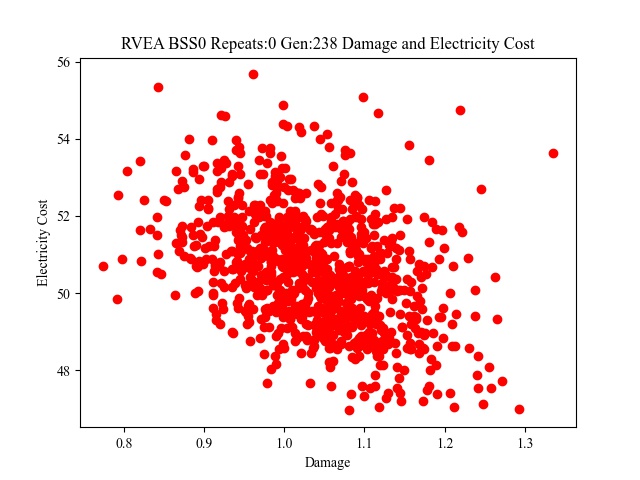 RVEA BSS0 Repeats:0 Gen:238 Damage and Electricity Cost
56
54
52
50
48
Electricity Cost
0.8 0.9 1.0 1.1 1.2 1.3
Damage